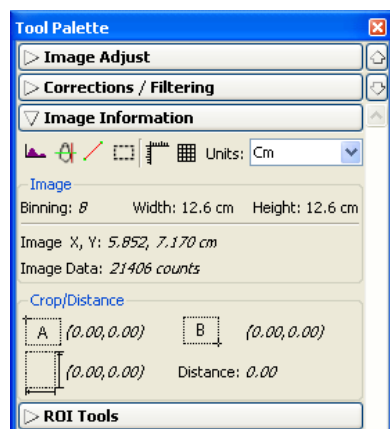 Tool Palette
Image Adjust
Corrections / Filtering
Image Information
Units: Cm
Image
Binning: 8 Width: 12.6 cm Height: 12.6 cm
Image X, Y: 5.852, 7.170 cm
Image Data: 21406 counts
Crop/Distance
A (0.00,0.00) B (0.00,0.00)
(0.00,0.00) Distance: 0.00
ROI Tools